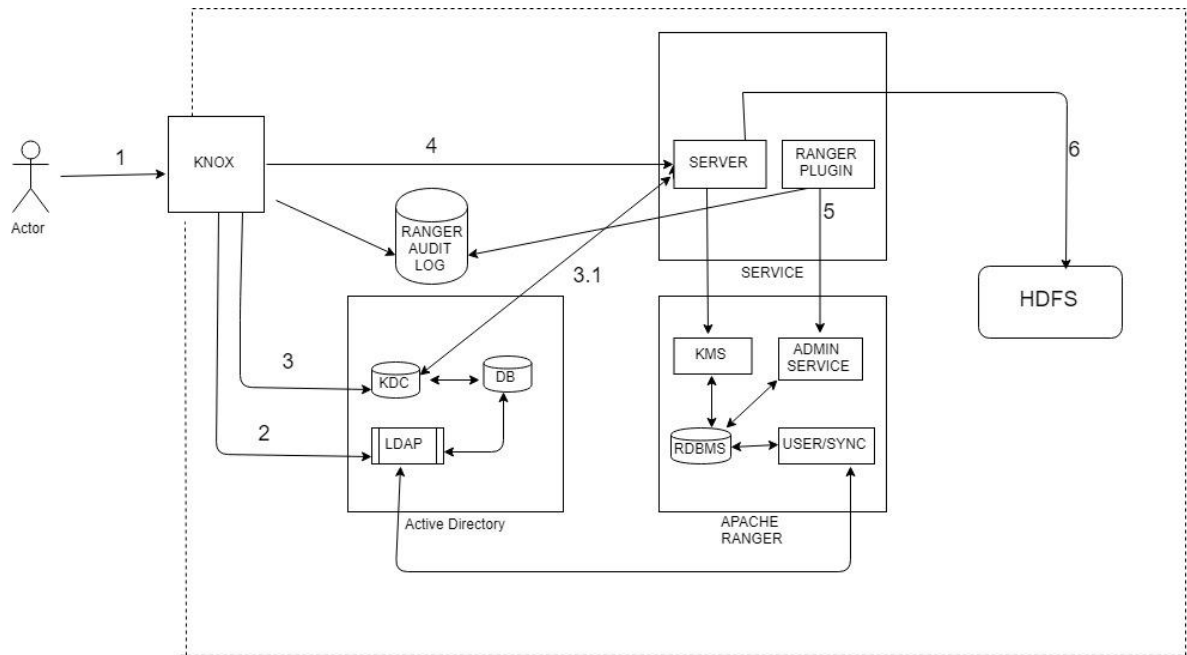 1
KNOX
Actor
4
SERVER
RANGER
PLUGIN
6
5
RANGER
AUDIT
LOG
SERVICE
3.1
HDFS
3
KDC
DB
KMS
ADMIN
SERVICE
2
LDAP
RDBMS
USER/SYNC
Active Directory
APACHE
RANGER